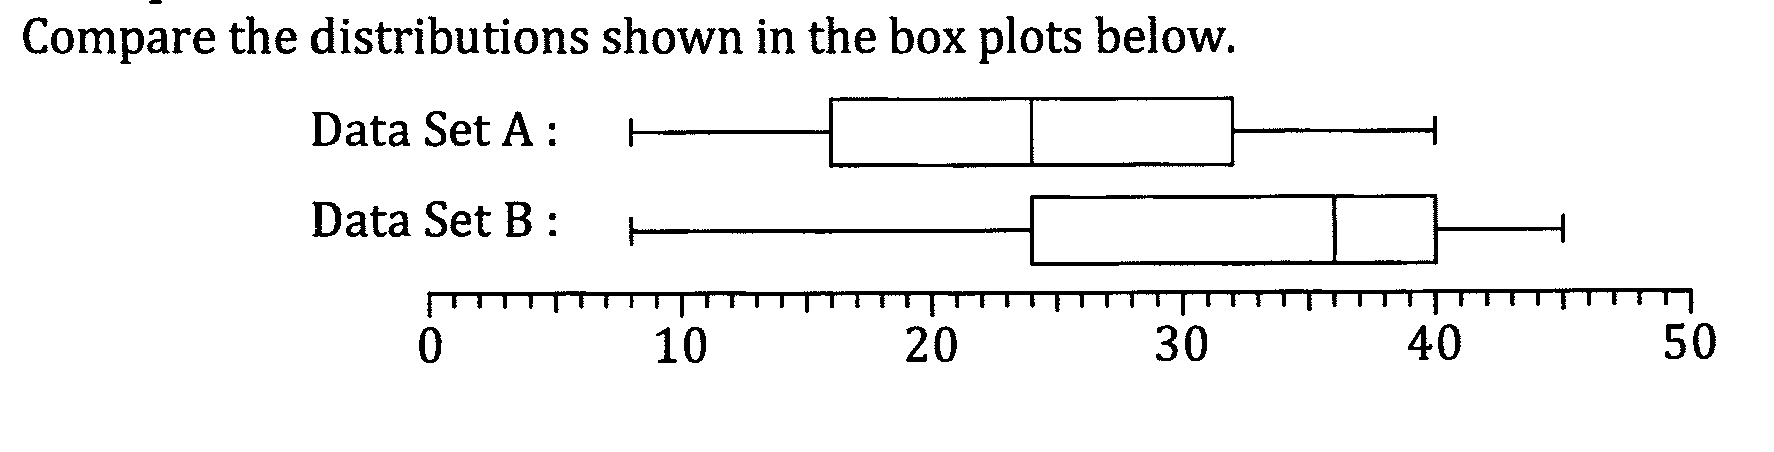 Compare the distributions shown in the box plots below.
Data Set A :
Data Set B :
0 10 20 30 40 50